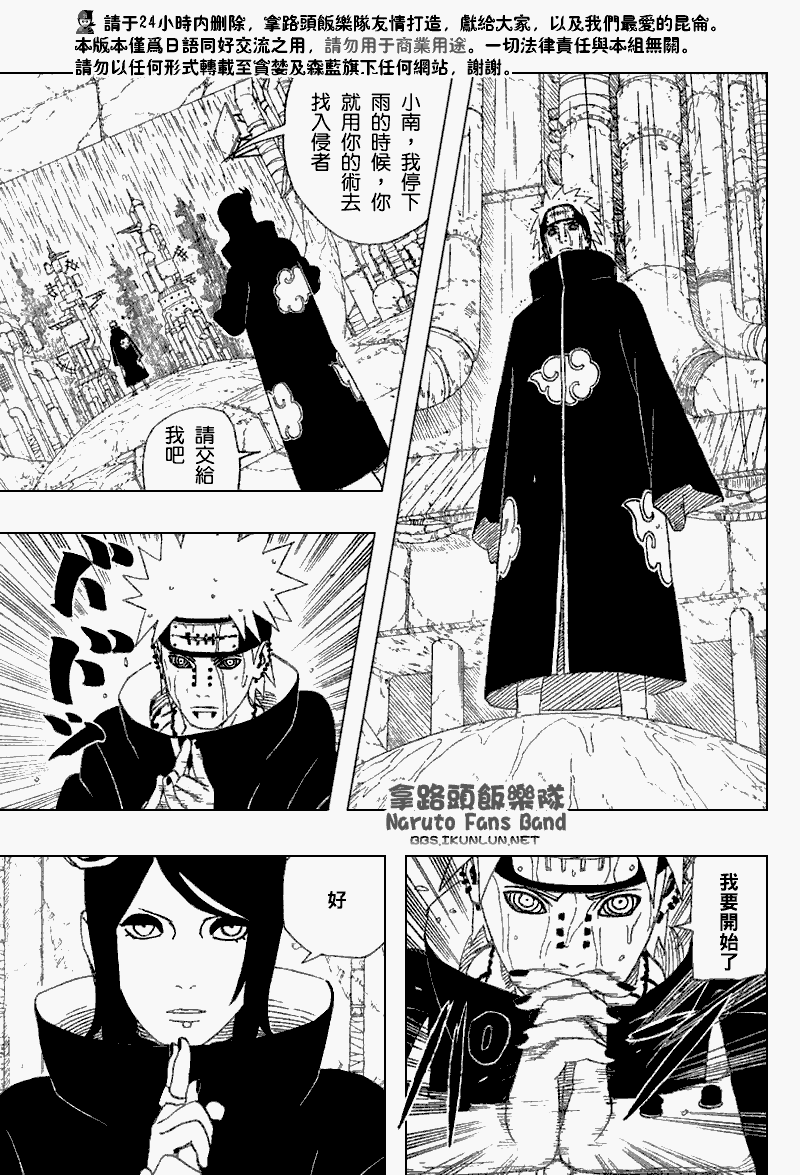 請于24小時内删除，拿路頭飯樂隊友情打造，獻給大家，以及我們最愛的昆侖。
本版本僅爲日語同好交流之用，請勿用于商業用途。一切法律責任與本組無關。
請勿以任何形式轉載至貪婪及森藍旗下任何網站，謝謝。
小南，我停下
雨的時候，你
就用你的術去
找入侵者
請交給
我吧
ドドド
拿路頭飯樂隊
Naruto Fans Band
BBS.IKUNLUN.NET
我要開始了
好